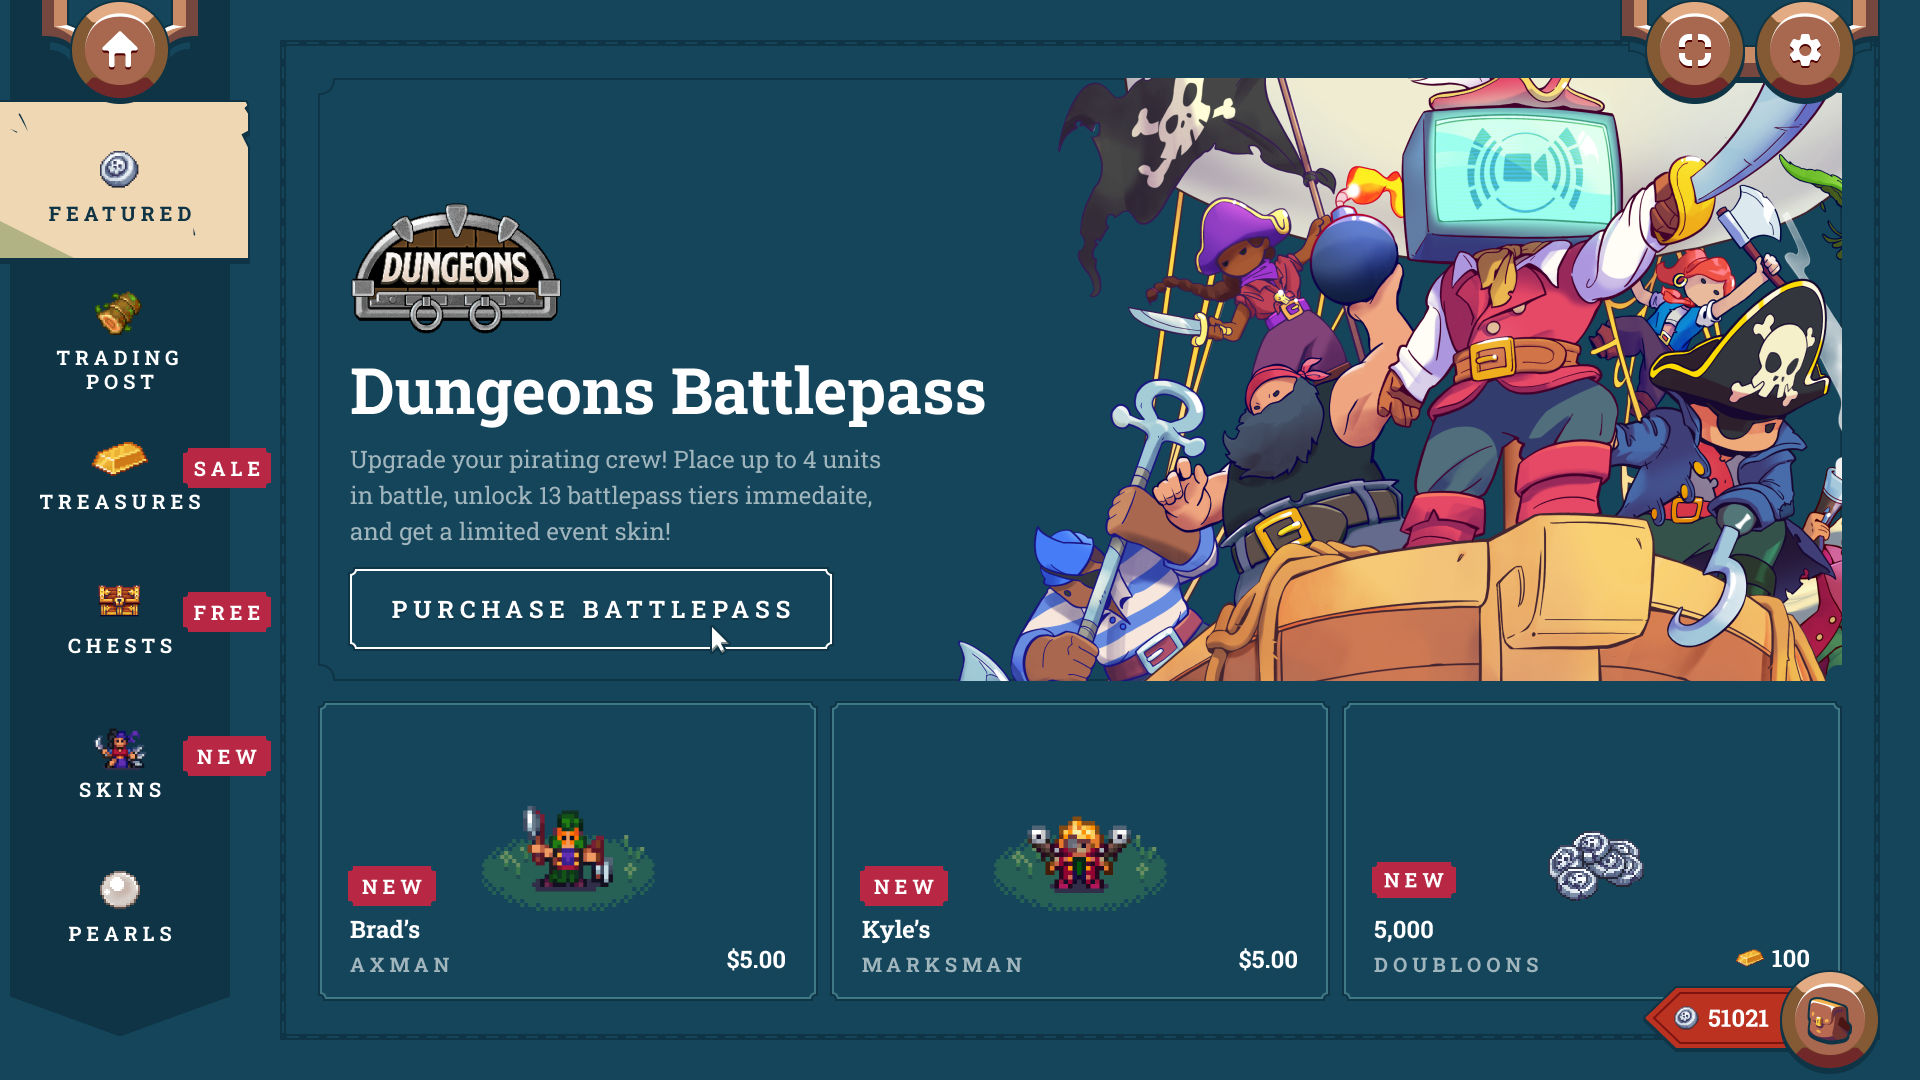 FEATURED
TRADING
POST
SALE
TREASURES
FREE
CHESTS
NEW
SKINS
PEARLS
DUNGEONS
Dungeons Battlepass
Upgrade your pirating crew! Place up to 4 units
in battle, unlock 13 battlepass tiers immedaite,
and get a limited event skin!
PURCHASE BATTLEPASS
NEW
Brad's
AXMAN
$5.00
NEW
Kyle's
MARKSMAN
$5.00
NEW
5,000
DOUBLOONS
100
51021